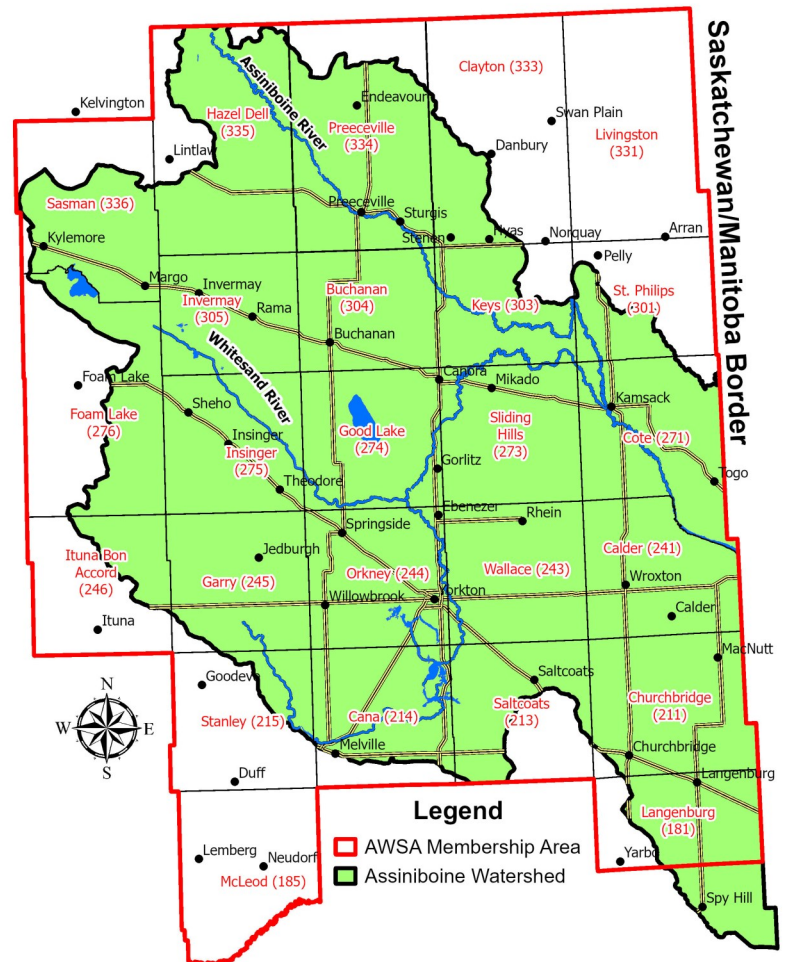 Saskatchewan/Manitoba Border
Clayton (333)
Kelvington
Assiniboine River
Endeavour
Hazel Dell
(335)
Preeceville
(334)
Swan Plain
Livingston
(331)
Danbury
Lintlaw
Sasman (336)
Preeceville
Sturgis
Stenen
Hyas
Norquay
Arran
Kylemore
Pelly
Margo
Invermay
Invermay
(305)
Rama
Buchanan
(304)
Keys (303)
St. Philips
(301)
Buchanan
Whitesand River
Foam Lake
Canora
Mikado
Kamsack
Foam Lake
(276)
Sheho
Good Lake
(274)
Sliding
Hills
(273)
Cote (271)
Insinger
Insinger
(275)
Gorlitz
Togo
Theodore
Ebenezer
Rhein
Springside
Ituna Bon
Accord
(246)
Jedburgh
Garry (245)
Orkney (244)
Wallace (243)
Calder (241)
Wroxton
Willowbrook
Yorkton
Calder
Ituna
MacNutt
N
W
E
S
Goodeve
Saltcoats
Stanley (215)
Cana (214)
Saltcoats
(213)
Churchbridge
(211)
Melville
Churchbridge
Duff
Langenburg
Langenburg
(181)
Legend
AWSA Membership Area
Assiniboine Watershed
Lemberg
Neudorf
McLeod (185)
Yarbo
Spy Hill